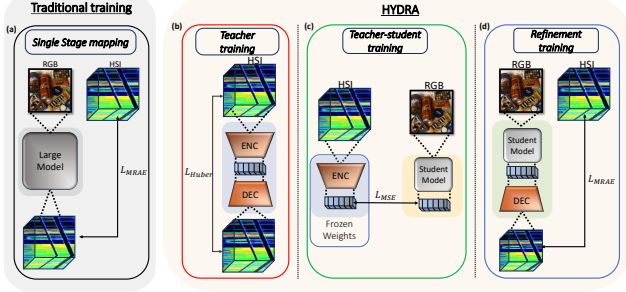 Traditional training
HYDRA
(a)
Single Stage mapping
RGB
HSI
Large
Model
L_MRAE
(b)
Teacher
training
HSI
ENC
DEC
L_Huber
(c)
Teacher-student
training
HSI
RGB
ENC
Student
Model
L_MSE
Frozen
Weights
(d)
Refinement
training
RGB
HSI
Student
Model
DEC
L_MRAE